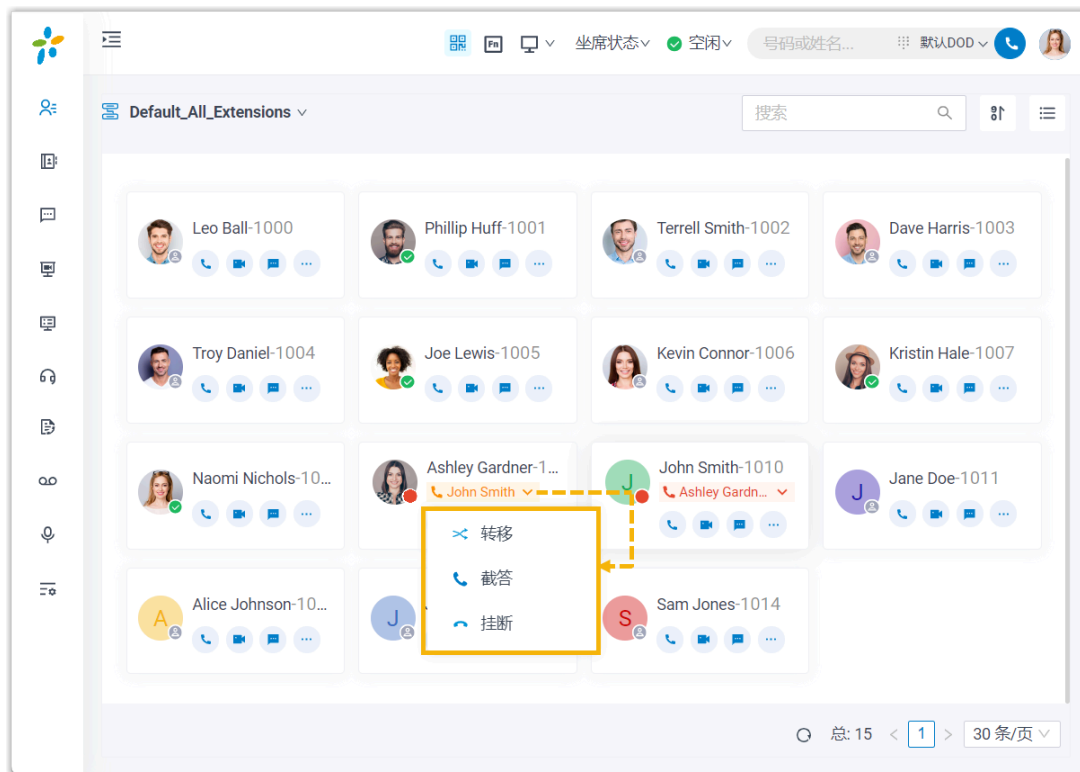 Fn 坐席状态 空闲 号码或姓名... 默认DOD
Default_All_Extensions 搜索
Leo Ball-1000 Phillip Huff-1001 Terrell Smith-1002 Dave Harris-1003
Troy Daniel-1004 Joe Lewis-1005 Kevin Connor-1006 Kristin Hale-1007
Naomi Nichols-10... Ashley Gardner-1... J John Smith-1010 J Jane Doe-1011
John Smith Ashley Gardn...
转移
截答
挂断
A Alice Johnson-10... J S Sam Jones-1014
总: 15 1 30 条/页